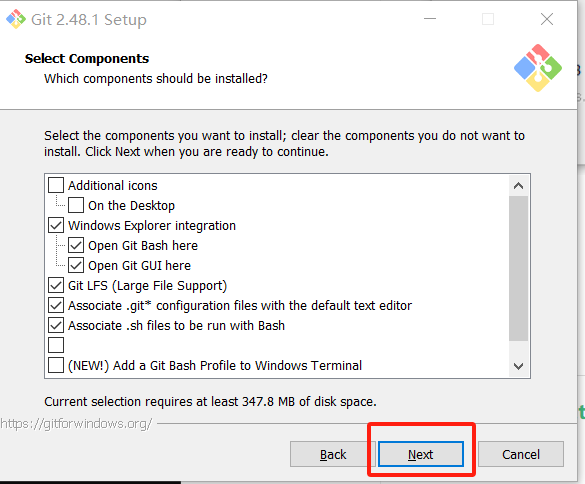 Git 2.48.1 Setup
Select Components
Which components should be installed?
Select the components you want to install; clear the components you do not want to
install. Click Next when you are ready to continue.
Additional icons
On the Desktop
Windows Explorer integration
Open Git Bash here
Open Git GUI here
Git LFS (Large File Support)
Associate .git* configuration files with the default text editor
Associate .sh files to be run with Bash
(NEW!) Add a Git Bash Profile to Windows Terminal
Current selection requires at least 347.8 MB of disk space.
https://gitforwindows.org/
Back
Next
Cancel